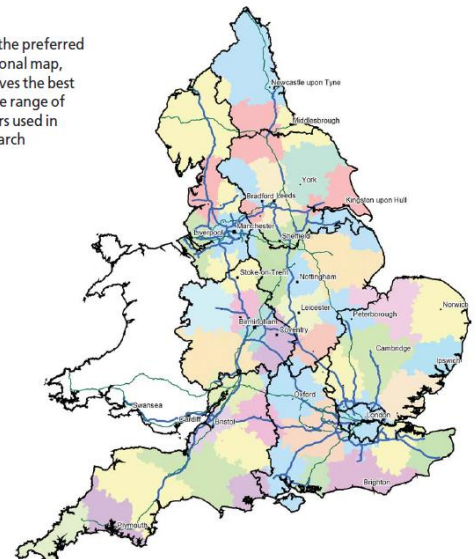 the preferred
onal map,
ves the best
e range of
rs used in
arch
Newcastle upon Tyne
Middlesbrough
York
Bradford Leeds
Kingston upon Hull
Liverpool
Manchester
Sheffield
Stoke-on-Trent
Nottingham
Leicester
Norwich
Peterborough
Birmingham
Coventry
Cambridge
Ipswich
Oxford
Swansea
Cardiff
Bristol
London
Brighton
Plymouth